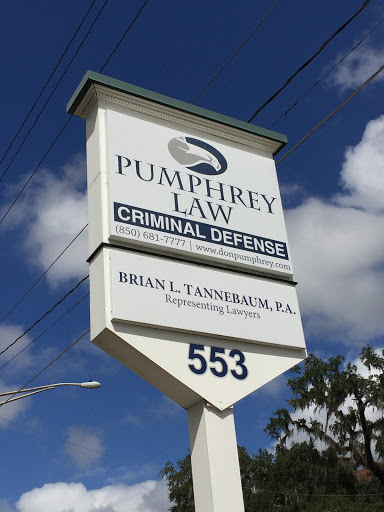 PUMPHREY
LAW
CRIMINAL DEFENSE
(850) 681-7777 | www.donpumphrey.com
BRIAN L. TANNEBAUM, P.A.
Representing Lawyers
553